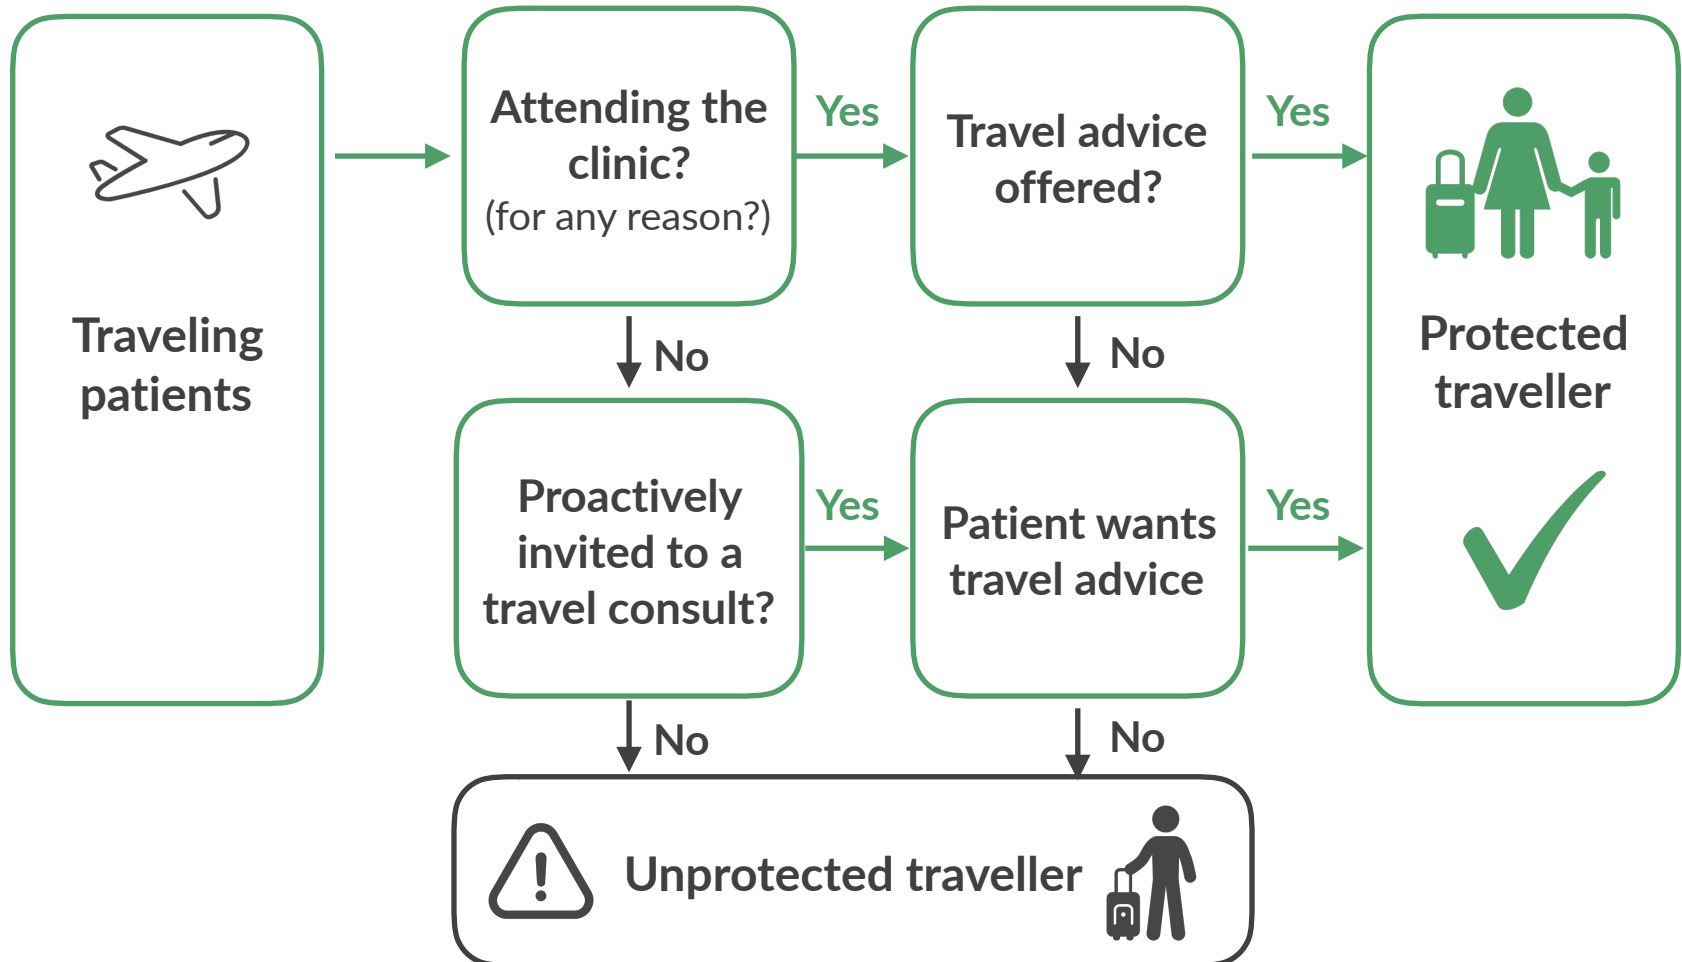 Traveling
patients
Attending the
clinic?
(for any reason?)
Yes
Travel advice
offered?
Yes
Protected
traveller
No
No
Proactively
invited to a
travel consult?
Yes
Patient wants
travel advice
Yes
No
No
Unprotected traveller